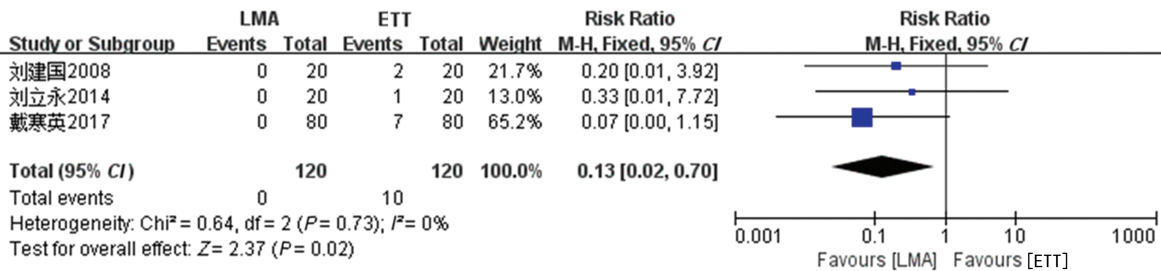 LMA ETT Risk Ratio Risk Ratio
Study or Subgroup Events Total Events Total Weight M-H, Fixed, 95% CI M-H, Fixed, 95% CI
刘建国2008 0 20 2 20 21.7% 0.20 [0.01, 3.92]
刘立永2014 0 20 1 20 13.0% 0.33 [0.01, 7.72]
戴寒英2017 0 80 7 80 65.2% 0.07 [0.00, 1.15]
Total (95% CI) 120 120 100.0% 0.13 [0.02, 0.70]
Total events 0 10
Heterogeneity: Chi² = 0.64, df = 2 (P = 0.73); I² = 0%
Test for overall effect: Z = 2.37 (P = 0.02)
0.001 0.1 1 10 1000
Favours [LMA] Favours [ETT]